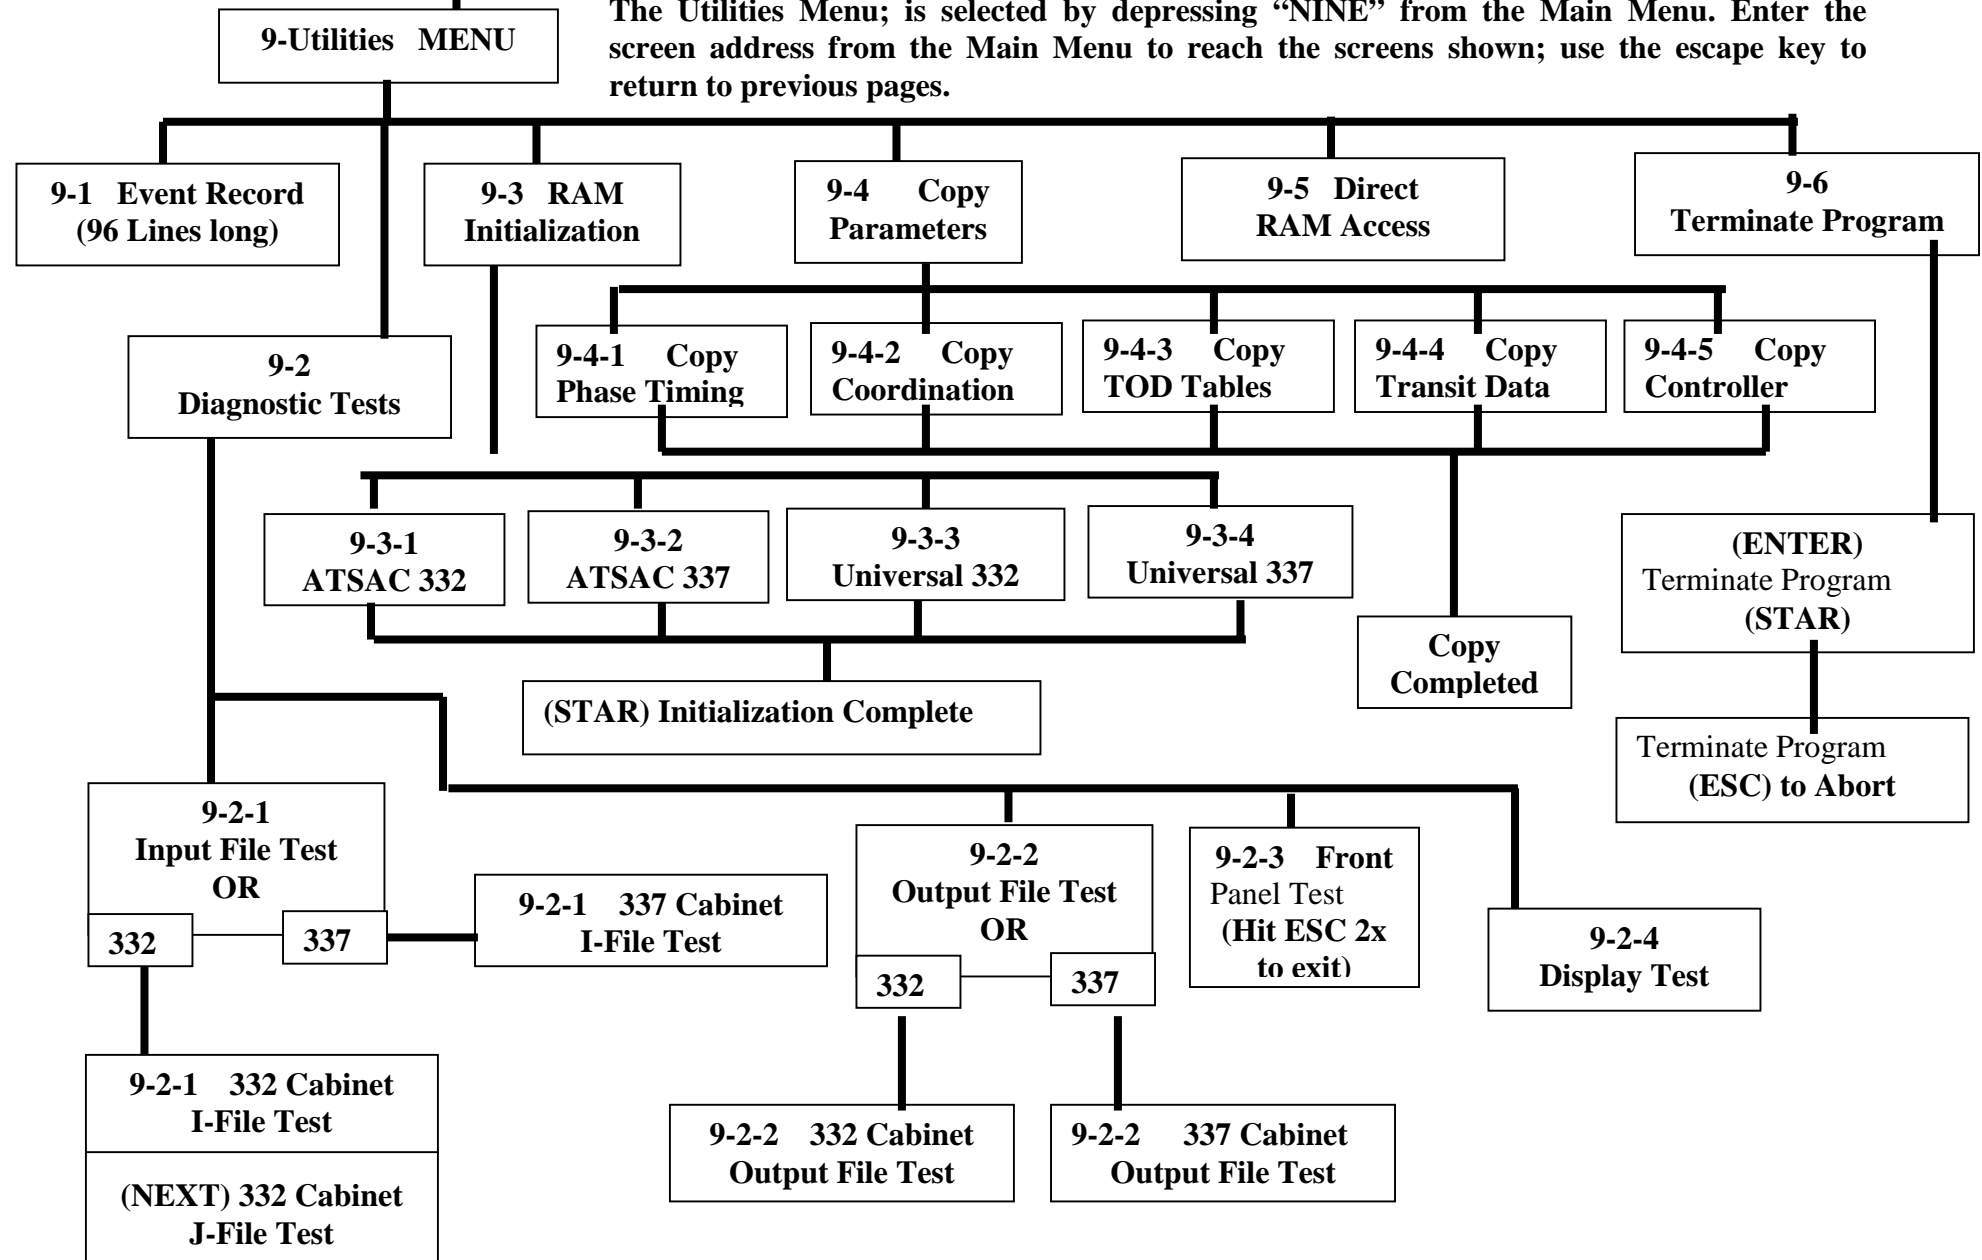 The Utilities Menu; is selected by depressing “NINE” from the Main Menu. Enter the
screen address from the Main Menu to reach the screens shown; use the escape key to
return to previous pages.
9-Utilities MENU
9-1 Event Record
(96 Lines long)
9-3 RAM
Initialization
9-4 Copy
Parameters
9-5 Direct
RAM Access
9-6
Terminate Program
9-2
Diagnostic Tests
9-4-1 Copy
Phase Timing
9-4-2 Copy
Coordination
9-4-3 Copy
TOD Tables
9-4-4 Copy
Transit Data
9-4-5 Copy
Controller
9-3-1
ATSAC 332
9-3-2
ATSAC 337
9-3-3
Universal 332
9-3-4
Universal 337
(ENTER)
Terminate Program
(STAR)
Copy
Completed
(STAR) Initialization Complete
Terminate Program
(ESC) to Abort
9-2-1
Input File Test
OR
332
337
9-2-1 337 Cabinet
I-File Test
9-2-2
Output File Test
OR
332
337
9-2-3 Front
Panel Test
(Hit ESC 2x
to exit)
9-2-4
Display Test
9-2-1 332 Cabinet
I-File Test
(NEXT) 332 Cabinet
J-File Test
9-2-2 332 Cabinet
Output File Test
9-2-2 337 Cabinet
Output File Test